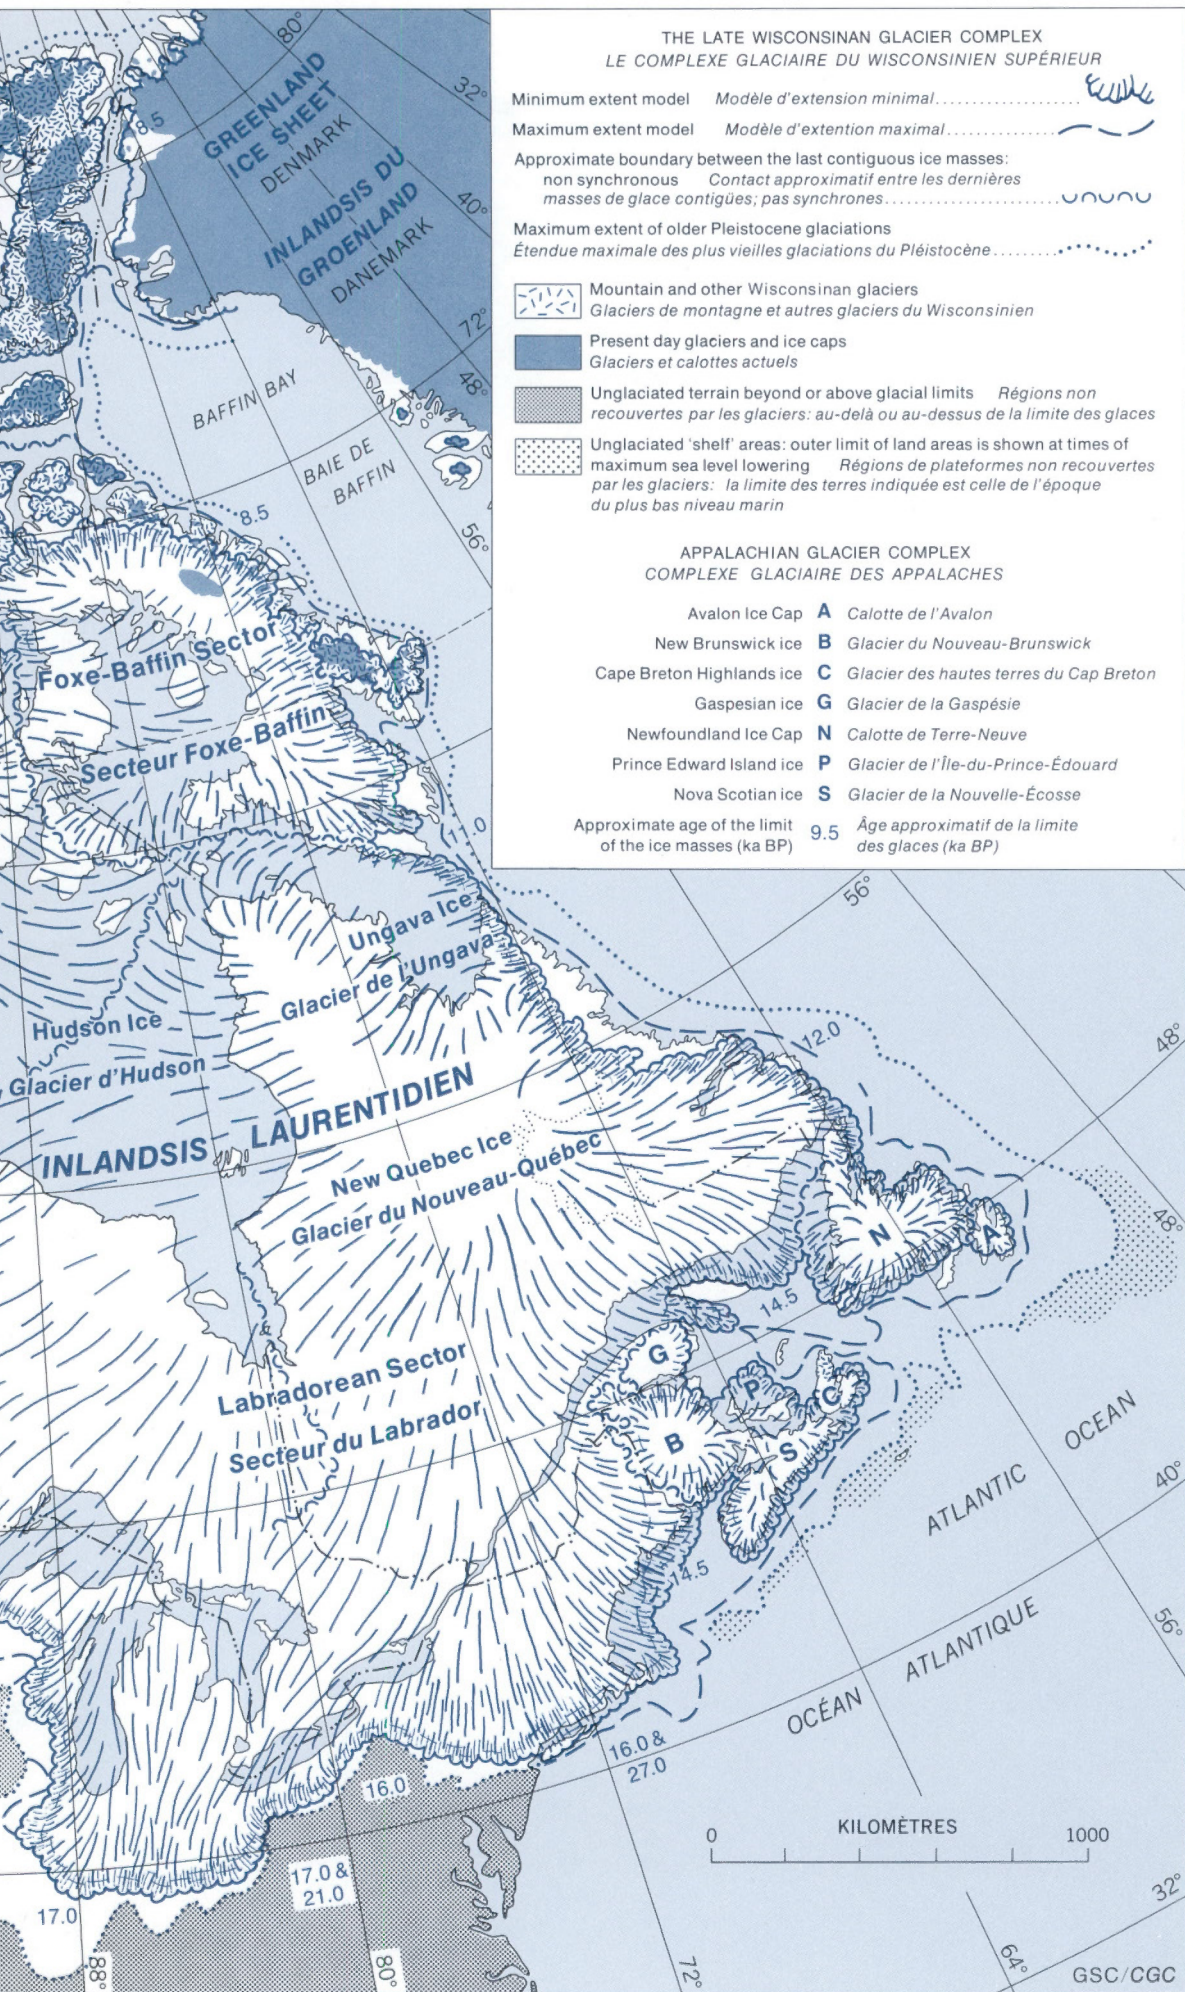 THE LATE WISCONSINAN GLACIER COMPLEX
LE COMPLEXE GLACIAIRE DU WISCONSINIEN SUPÉRIEUR
Minimum extent model Modèle d'extension minimal
Maximum extent model Modèle d'extention maximal
Approximate boundary between the last contiguous ice masses:
non synchronous Contact approximatif entre les dernières
masses de glace contigües; pas synchrones
Maximum extent of older Pleistocene glaciations
Étendue maximale des plus vieilles glaciations du Pléistocène
Mountain and other Wisconsinan glaciers
Glaciers de montagne et autres glaciers du Wisconsinien
Present day glaciers and ice caps
Glaciers et calottes actuels
Unglaciated terrain beyond or above glacial limits Régions non
recouvertes par les glaciers: au-delà ou au-dessus de la limite des glaces
Unglaciated 'shelf' areas: outer limit of land areas is shown at times of
maximum sea level lowering Régions de plateformes non recouvertes
par les glaciers: la limite des terres indiquée est celle de l'époque
du plus bas niveau marin
APPALACHIAN GLACIER COMPLEX
COMPLEXE GLACIAIRE DES APPALACHES
Avalon Ice Cap A Calotte de l'Avalon
New Brunswick ice B Glacier du Nouveau-Brunswick
Cape Breton Highlands ice C Glacier des hautes terres du Cap Breton
Gaspesian ice G Glacier de la Gaspésie
Newfoundland Ice Cap N Calotte de Terre-Neuve
Prince Edward Island ice P Glacier de l'Île-du-Prince-Édouard
Nova Scotian ice S Glacier de la Nouvelle-Écosse
Approximate age of the limit
of the ice masses (ka BP)
9.5
Âge approximatif de la limite
des glaces (ka BP)
80°
32°
8.5
GREENLAND
ICE SHEET
DENMARK
40°
INLANDSIS DU
GROENLAND
DANEMARK
72°
48°
BAFFIN BAY
BAIE DE
BAFFIN
8.5
56°
Foxe-Baffin Sector
Secteur Foxe-Baffin
11.0
56°
Ungava Ice
Glacier de l'Ungava
Hudson Ice
Glacier d'Hudson
12.0
48°
INLANDSIS LAURENTIDIEN
New Quebec Ice
Glacier du Nouveau-Québec
N
A
48°
14.5
G
P
C
B
S
Labradorean Sector
Secteur du Labrador
OCEAN
ATLANTIC
40°
14.5
56°
ATLANTIQUE
OCÉAN
16.0 &
27.0
16.0
17.0 &
21.0
17.0
KILOMÈTRES
0
1000
32°
88°
80°
72°
64°
GSC/CGC